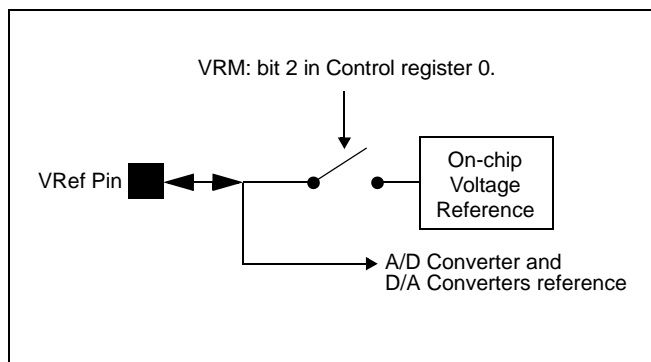 VRM: bit 2 in Control register 0.
VRef Pin
On-chip
Voltage
Reference
A/D Converter and
D/A Converters reference